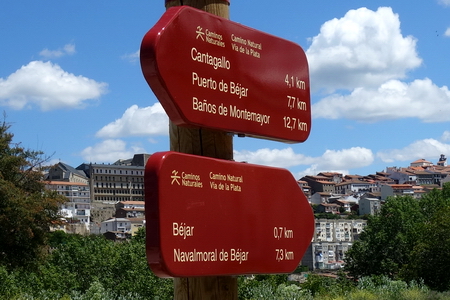 Caminos Naturales
Camino Natural
Vía de la Plata
Cantagallo 4,1 km
Puerto de Béjar 7,7 km
Baños de Montemayor 12,7 km
Caminos Naturales
Camino Natural
Vía de la Plata
Béjar 0,7 km
Navalmoral de Béjar 7,3 km